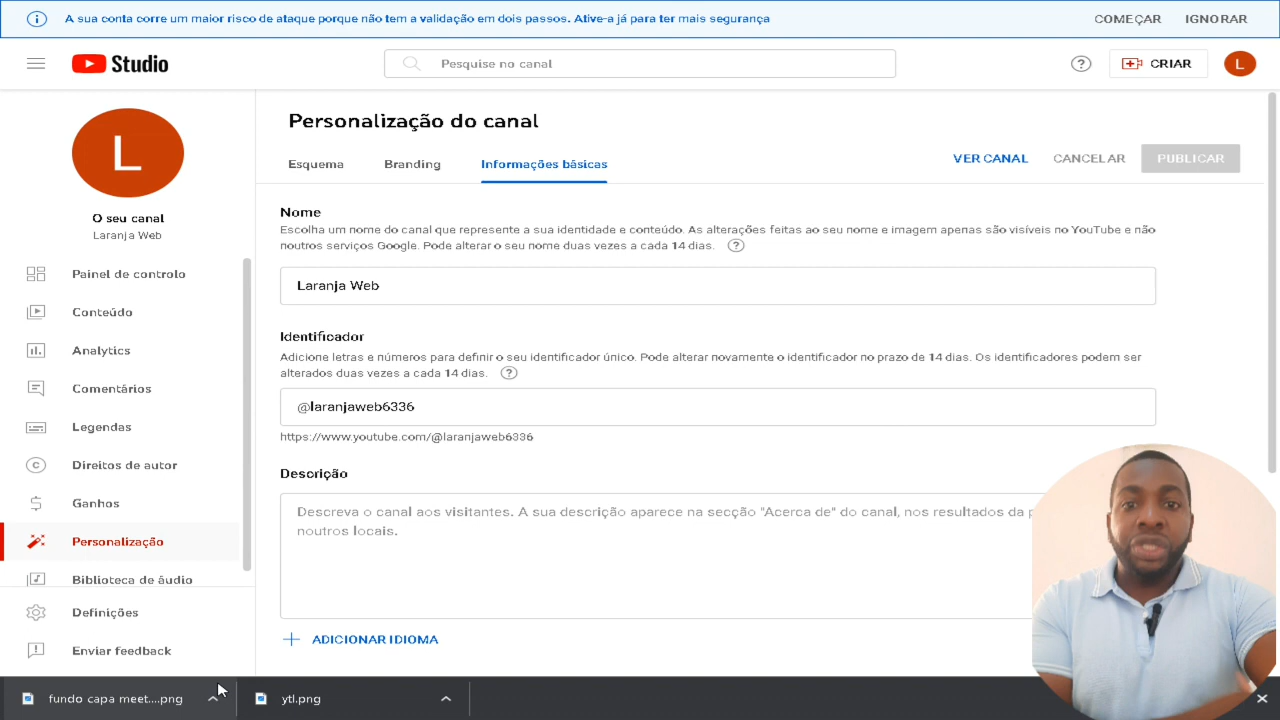 A sua conta corre um maior risco de ataque porque não tem a validação em dois passos. Ative-a já para ter mais segurança
COMEÇAR
IGNORAR
Studio
Pesquise no canal
CRIAR
L
L
O seu canal
Laranja Web
Painel de controlo
Conteúdo
Analytics
Comentários
Legendas
Direitos de autor
Ganhos
Personalização
Biblioteca de áudio
Definições
Enviar feedback
Personalização do canal
Esquema
Branding
Informações básicas
VER CANAL
CANCELAR
PUBLICAR
Nome
Escolha um nome do canal que represente a sua identidade e conteúdo. As alterações feitas ao seu nome e imagem apenas são visíveis no YouTube e não
noutros serviços Google. Pode alterar o seu nome duas vezes a cada 14 dias.
Laranja Web
Identificador
Adicione letras e números para definir o seu identificador único. Pode alterar novamente o identificador no prazo de 14 dias. Os identificadores podem ser
alterados duas vezes a cada 14 dias.
@laranjaweb6336
https://www.youtube.com/@laranjaweb6336
Descrição
Descreva o canal aos visitantes. A sua descrição aparece na secção "Acerca de" do canal, nos resultados da
noutros locais.
ADICIONAR IDIOMA
fundo capa meet....png
ytl.png